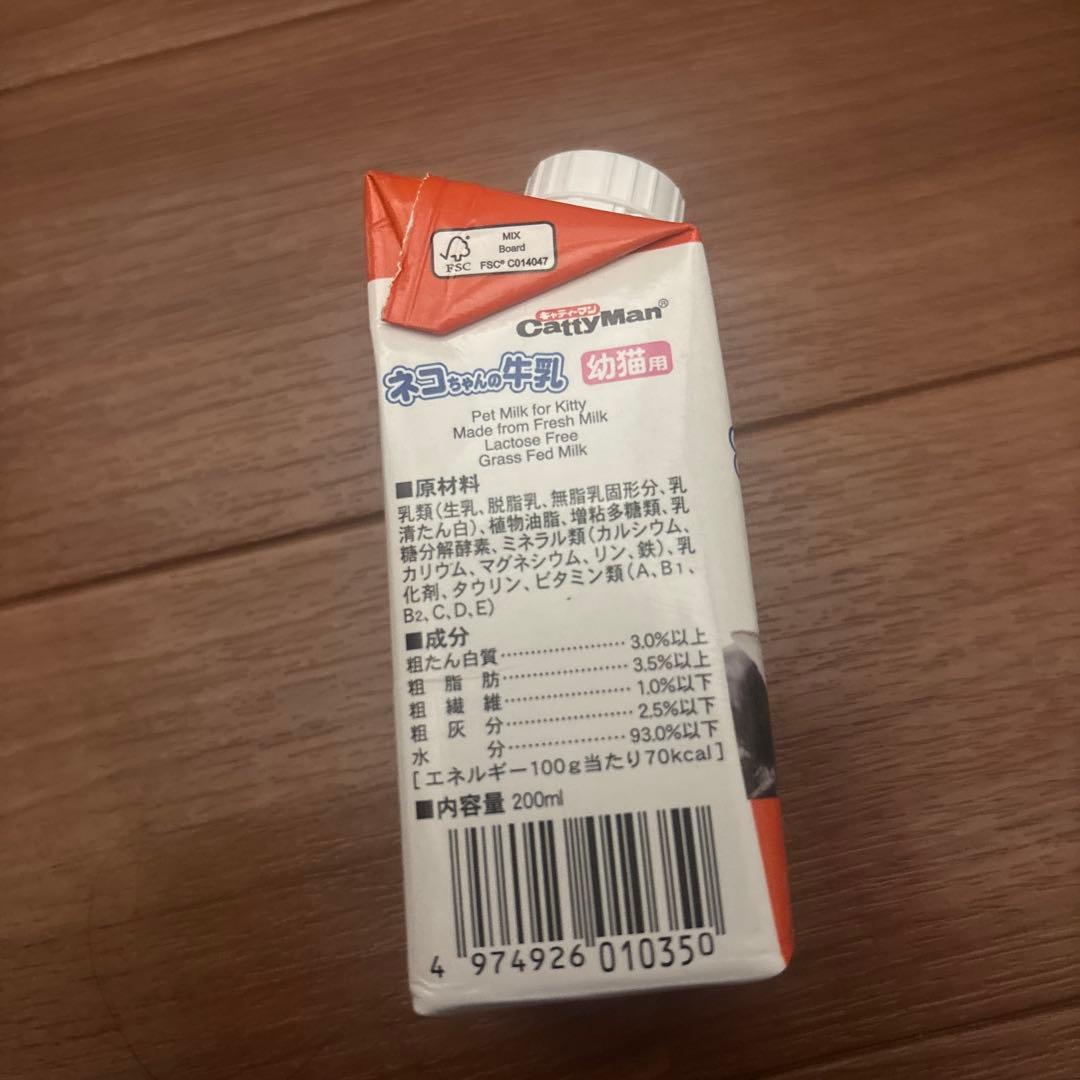 MIX
Board
FSC® C014047
FSC
キャティーマン
CattyMan®
ネコちゃんの牛乳 幼猫用
Pet Milk for Kitty
Made from Fresh Milk
Lactose Free
Grass Fed Milk
■原材料
乳類(生乳、脱脂乳、無脂乳固形分、乳
清たん白)、植物油脂、増粘多糖類、乳
糖分解酵素、ミネラル類(カルシウム、
カリウム、マグネシウム、リン、鉄)、乳
化剤、タウリン、ビタミン類(A、B1、
B2、C、D、E)
■成分
粗たん白質………………3.0%以上
粗脂肪………………3.5%以上
粗繊維………………1.0%以下
粗灰分………………2.5%以下
水分………………93.0%以下
[エネルギー100g当たり70kcal]
■内容量 200ml
4 974926 010350